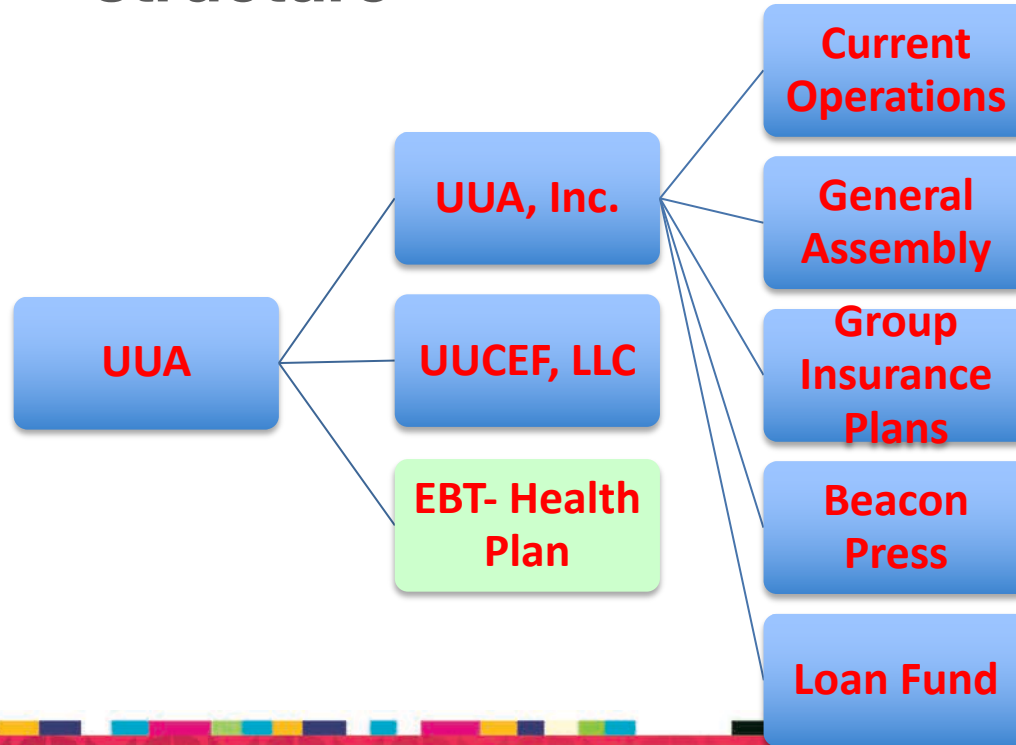 Structure
UUA
UUA, Inc.
UUCEF, LLC
EBT- Health
Plan
Current
Operations
General
Assembly
Group
Insurance
Plans
Beacon
Press
Loan Fund